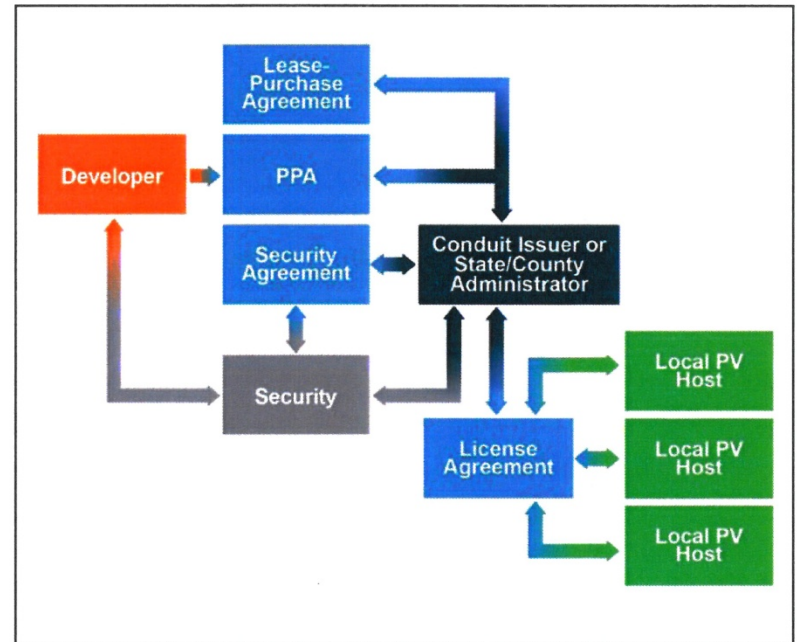 Lease-
Purchase
Agreement
Developer
PPA
Security
Agreement
Conduit Issuer or
State/County
Administrator
Security
Local PV
Host
License
Agreement
Local PV
Host
Local PV
Host